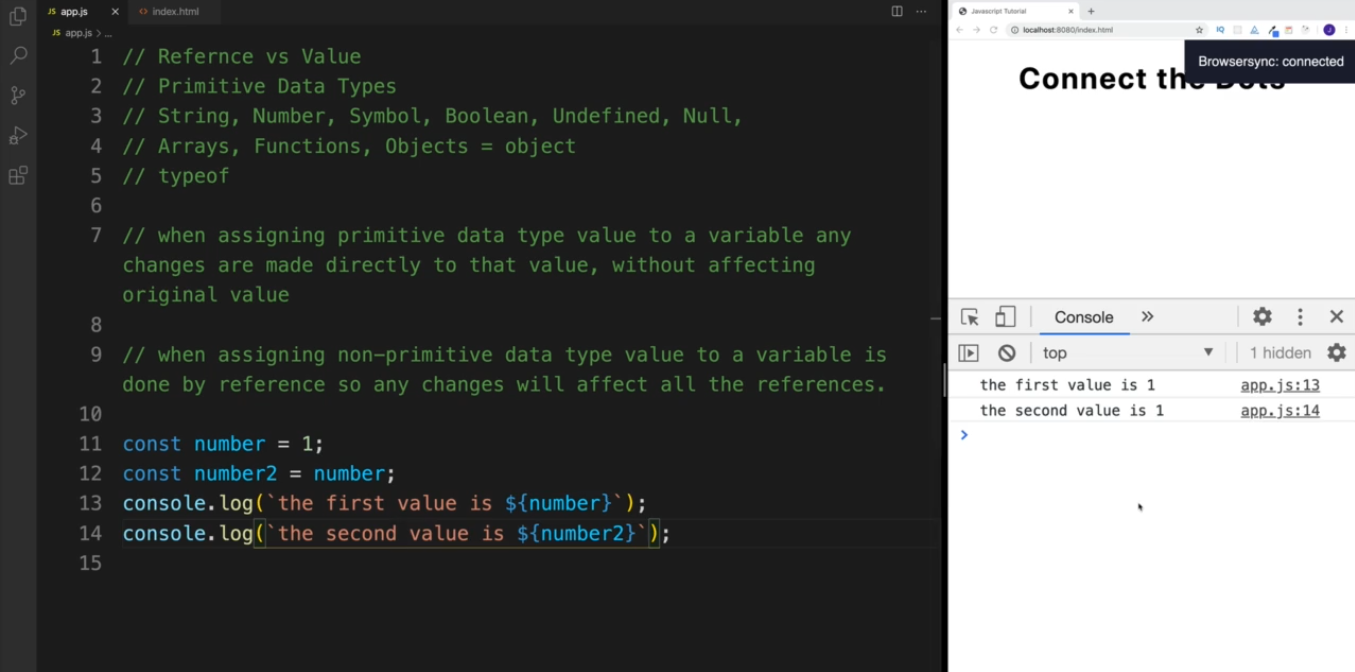 JS app.js
index.html
JS app.js > ...
1 // Refernce vs Value
2 // Primitive Data Types
3 // String, Number, Symbol, Boolean, Undefined, Null,
4 // Arrays, Functions, Objects = object
5 // typeof
6
7 // when assigning primitive data type value to a variable any
changes are made directly to that value, without affecting
original value
8
9 // when assigning non-primitive data type value to a variable is
done by reference so any changes will affect all the references.
10
11 const number = 1;
12 const number2 = number;
13 console.log(`the first value is ${number}`);
14 console.log(`the second value is ${number2}`);
15
Javascript Tutorial
localhost:8080/index.html
IQ
J
Browsersync: connected
Connect the Dots
Console
top
1 hidden
the first value is 1 app.js:13
the second value is 1 app.js:14